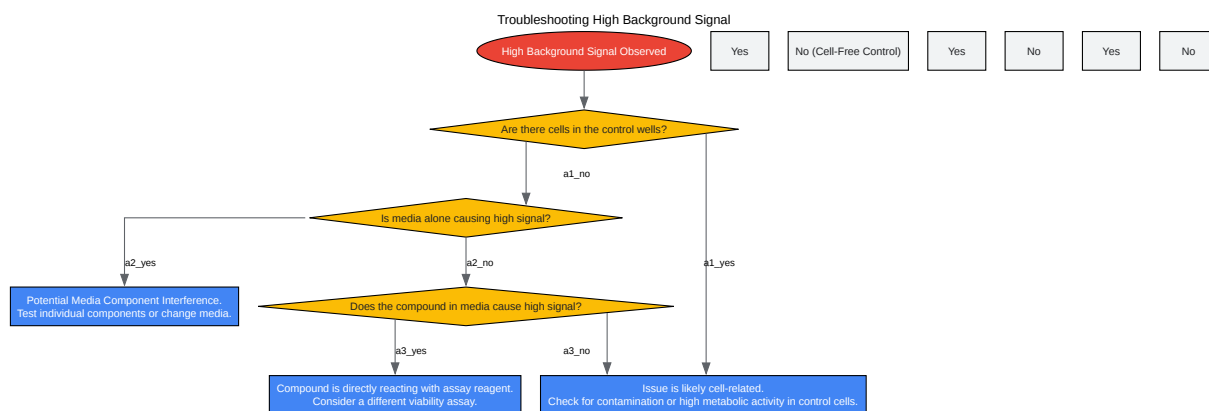 Troubleshooting High Background Signal
High Background Signal Observed
Yes
No (Cell-Free Control)
Yes
No
Yes
No
Are there cells in the control wells?
a1_no
Is media alone causing high signal?
a2_yes
a2_no
a1_yes
Potential Media Component Interference.
Test individual components or change media.
Does the compound in media cause high signal?
a3_yes
a3_no
Compound is directly reacting with assay reagent.
Consider a different viability assay.
Issue is likely cell-related.
Check for contamination or high metabolic activity in control cells.